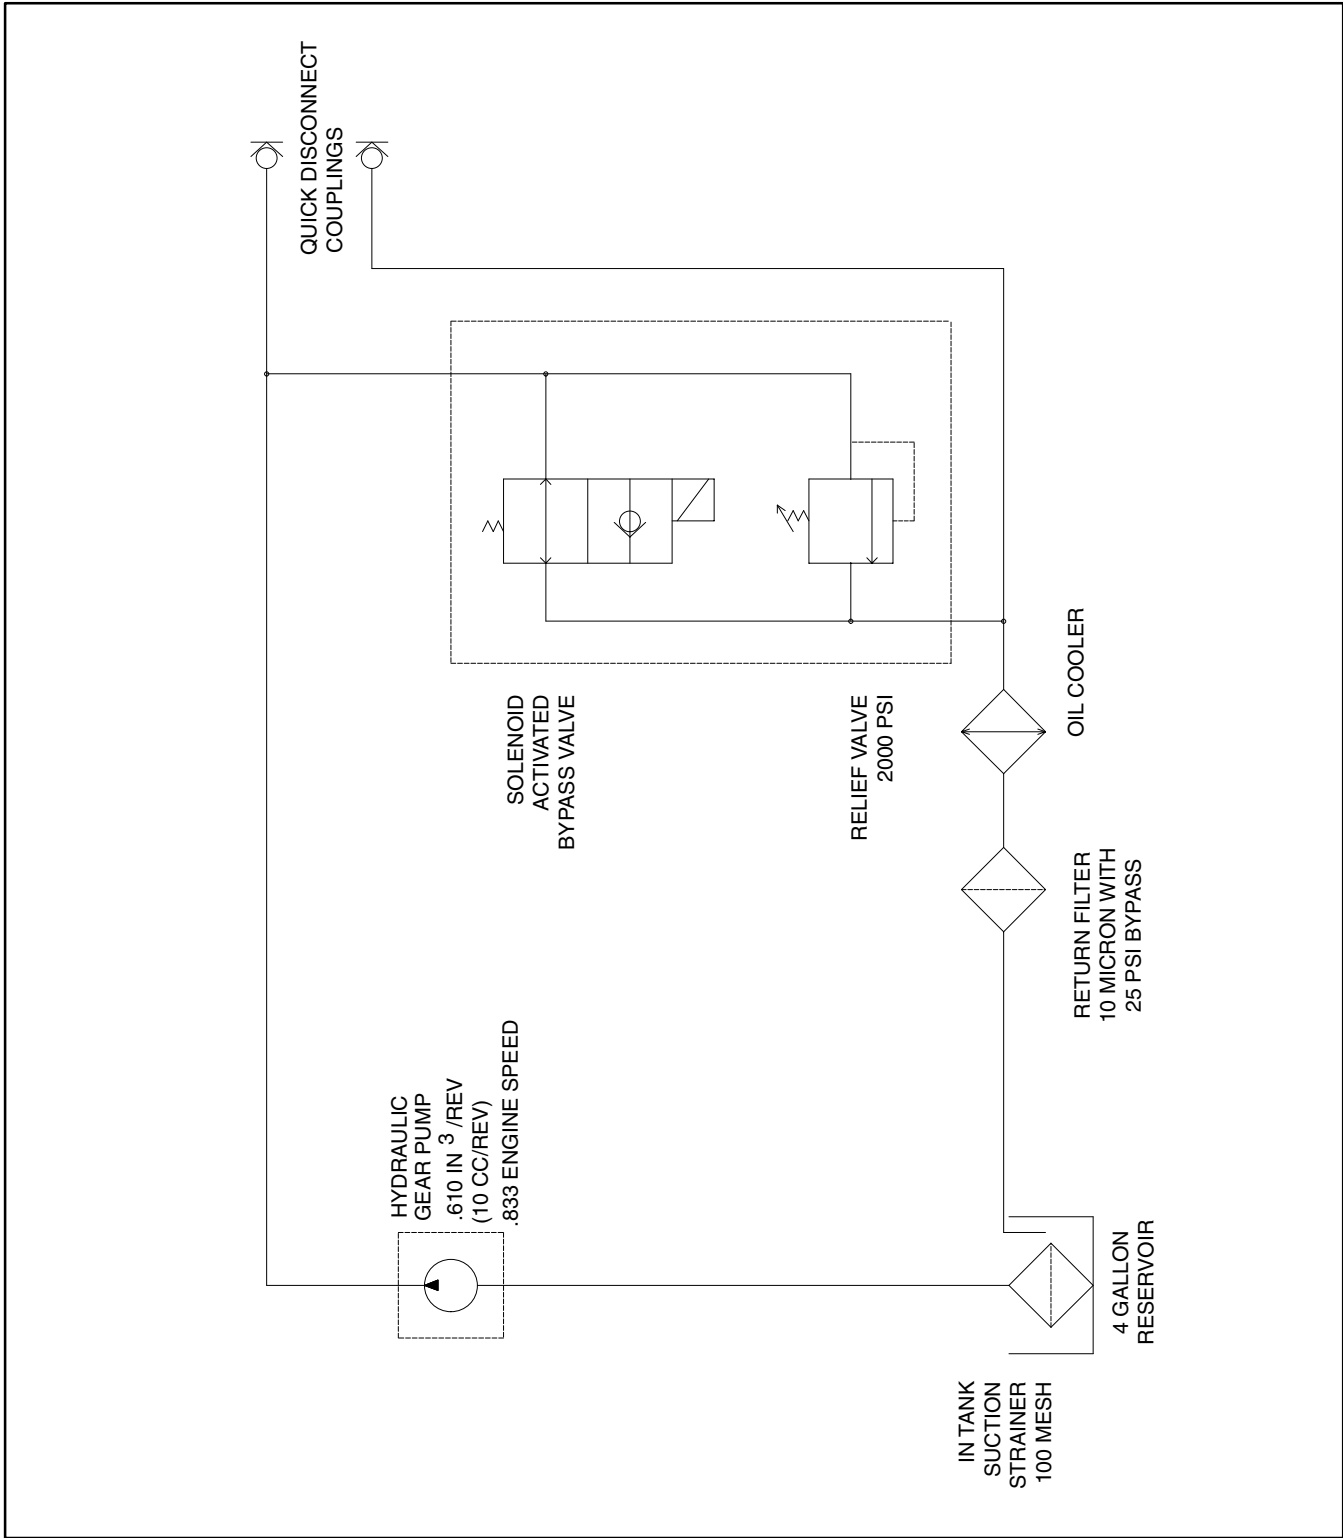 QUICK DISCONNECT
COUPLINGS
SOLENOID
ACTIVATED
BYPASS VALVE
RELIEF VALVE
2000 PSI
OIL COOLER
RETURN FILTER
10 MICRON WITH
25 PSI BYPASS
HYDRAULIC
GEAR PUMP
.610 IN 3 /REV
(10 CC/REV)
.833 ENGINE SPEED
4 GALLON
RESERVOIR
IN TANK
SUCTION
STRAINER
100 MESH